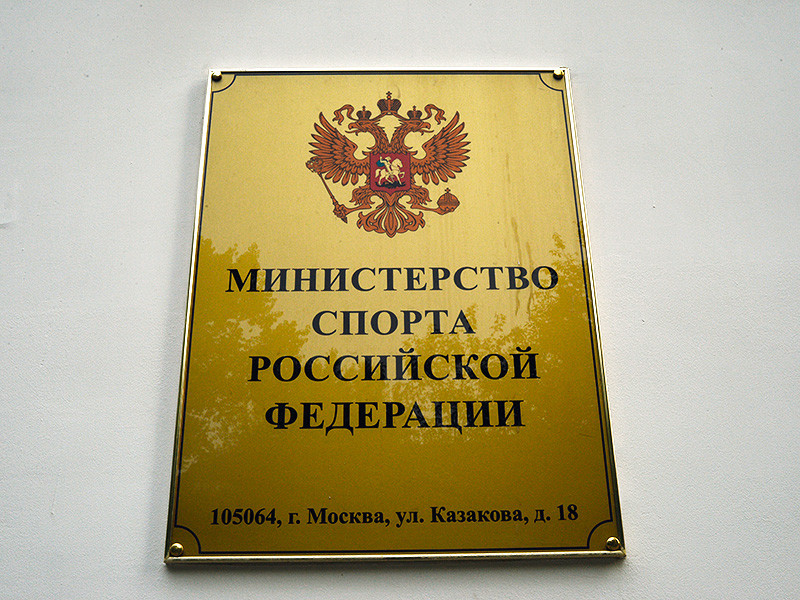 МИНИСТЕРСТВО
СПОРТА
РОССИЙСКОЙ
ФЕДЕРАЦИИ
105064, г. Москва, ул. Казакова, д. 18